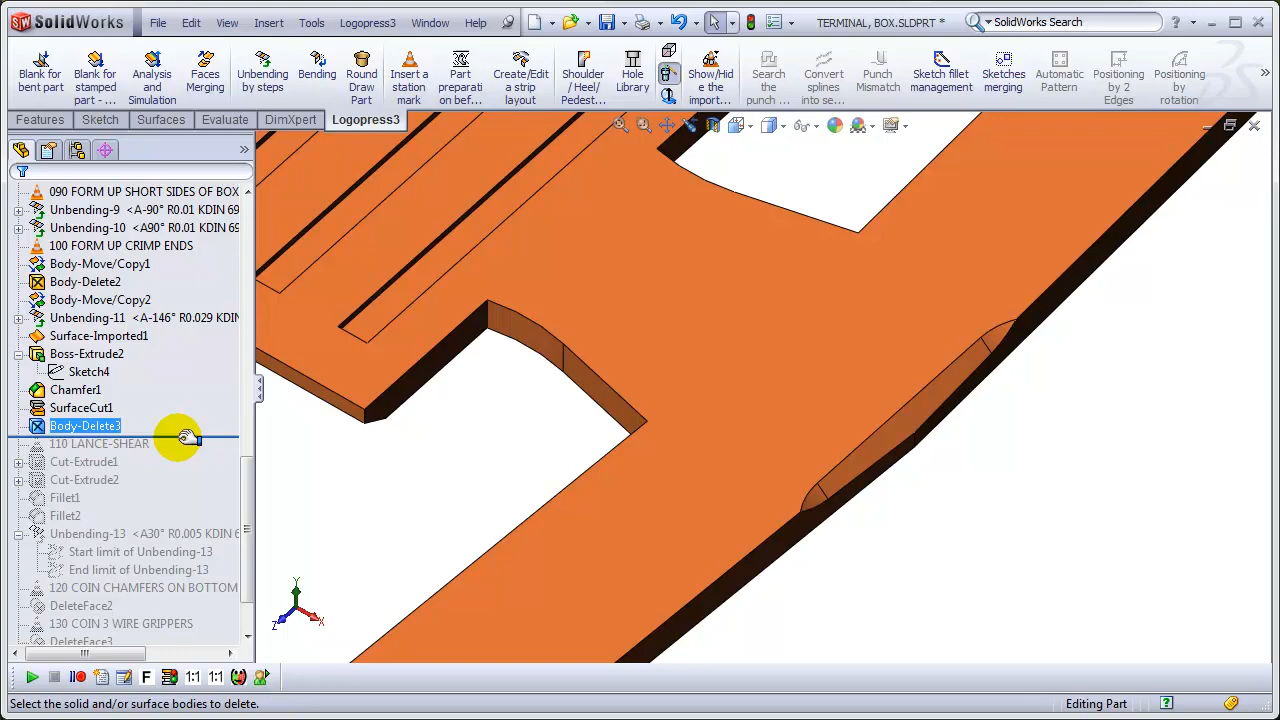 SolidWorks
File Edit View Insert Tools Logopress3 Window Help
TERMINAL, BOX.SLDPRT *
SolidWorks Search
Blank for bent part
Blank for stamped part - ...
Analysis and Simulation
Faces Merging
Unbending by steps
Bending
Round Draw Part
Insert a station mark
Part preparati on bef...
Create/Edit a strip layout
Shoulder / Heel / Pedest...
Hole Library
Show/Hid e the import...
Search the punch ...
Convert splines into se...
Punch Mismatch
Sketch fillet management
Sketches merging
Automatic Pattern
Positioning by 2 Edges
Positioning by rotation
Features Sketch Surfaces Evaluate DimXpert Logopress3
090 FORM UP SHORT SIDES OF BOX
Unbending-9 <A-90° R0.01 KDIN 69
Unbending-10 <A90° R0.01 KDIN 69
100 FORM UP CRIMP ENDS
Body-Move/Copy1
Body-Delete2
Body-Move/Copy2
Unbending-11 <A-146° R0.029 KDIN
Surface-Imported1
Boss-Extrude2
Sketch4
Chamfer1
SurfaceCut1
Body-Delete3
110 LANCE-SHEAR
Cut-Extrude1
Cut-Extrude2
Fillet1
Fillet2
Unbending-13 <A30° R0.005 KDIN 6
Start limit of Unbending-13
End limit of Unbending-13
120 COIN CHAMFERS ON BOTTOM
DeleteFace2
130 COIN 3 WIRE GRIPPERS
DeleteFace3
Y
X
Z
F 1:1 1:1
Select the solid and/or surface bodies to delete.
Editing Part